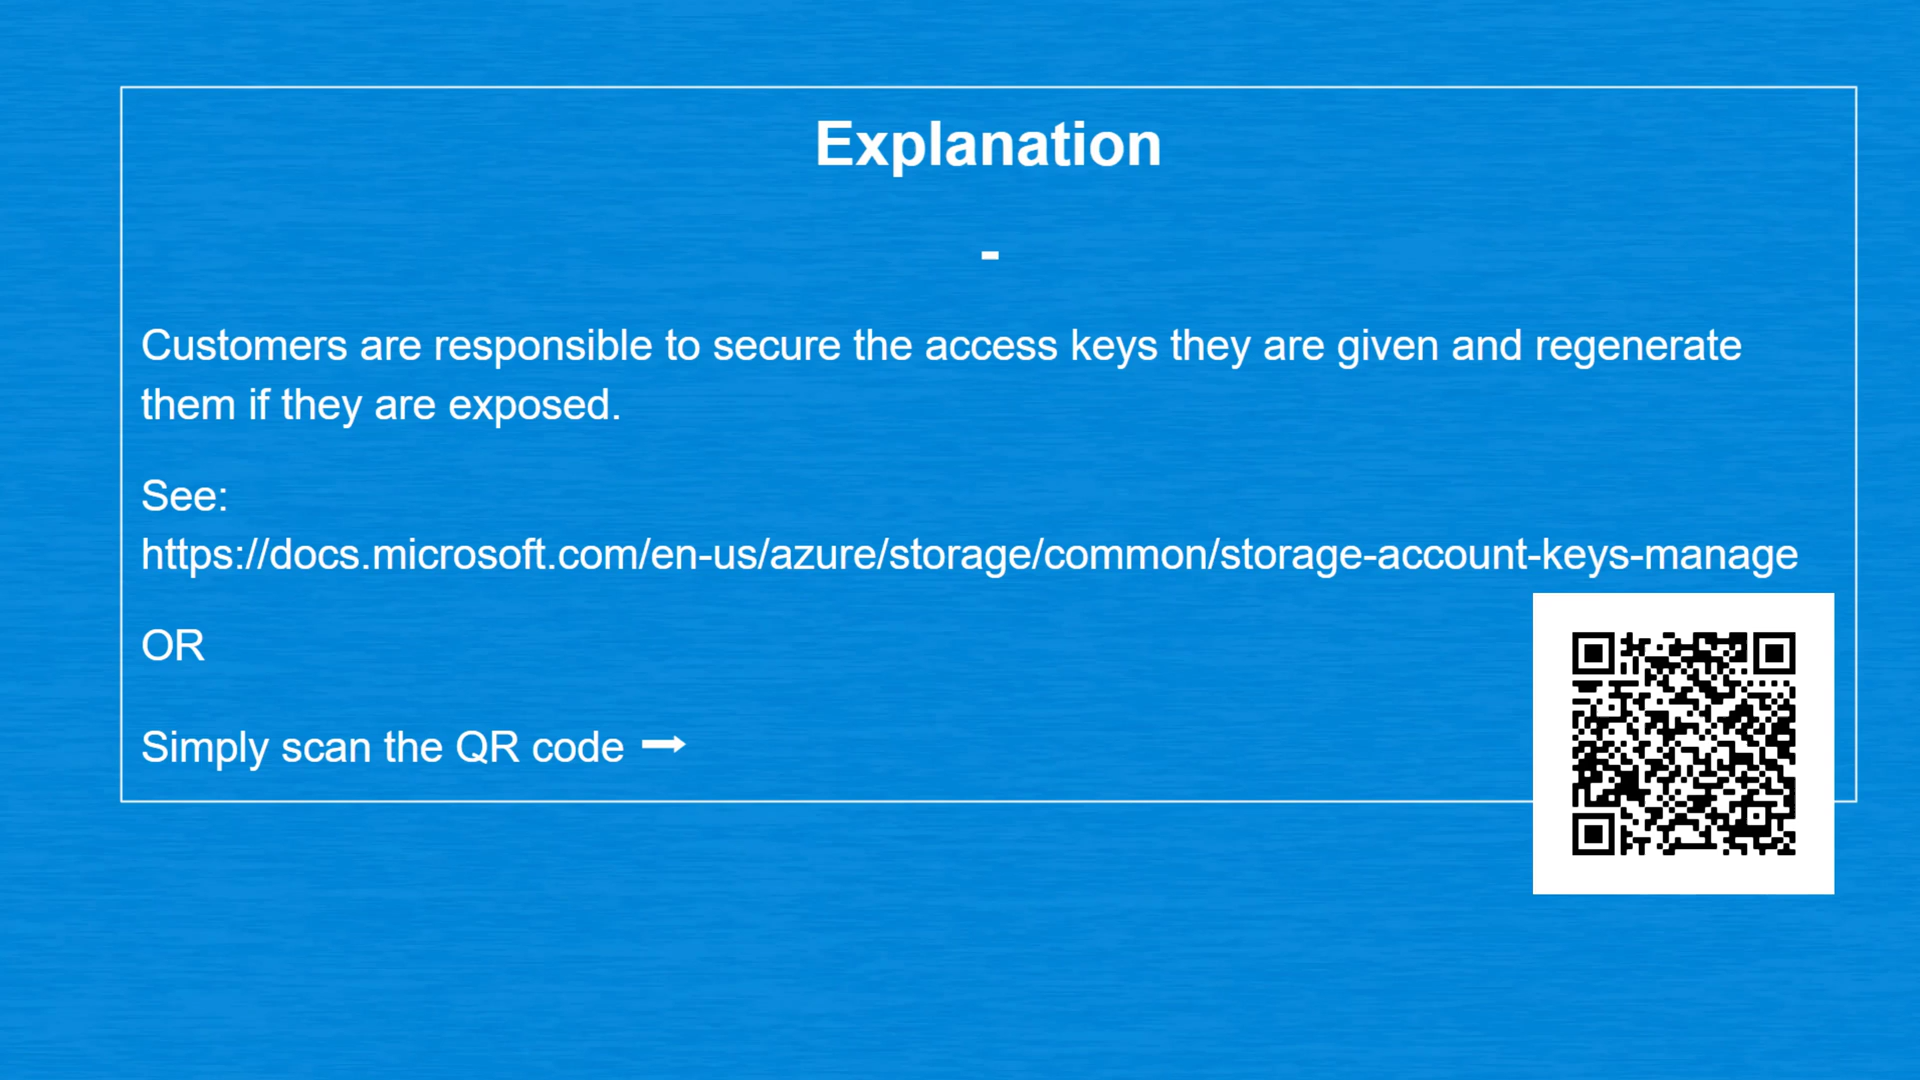 Explanation
-
Customers are responsible to secure the access keys they are given and regenerate
them if they are exposed.
See:
https://docs.microsoft.com/en-us/azure/storage/common/storage-account-keys-manage
OR
Simply scan the QR code ➞